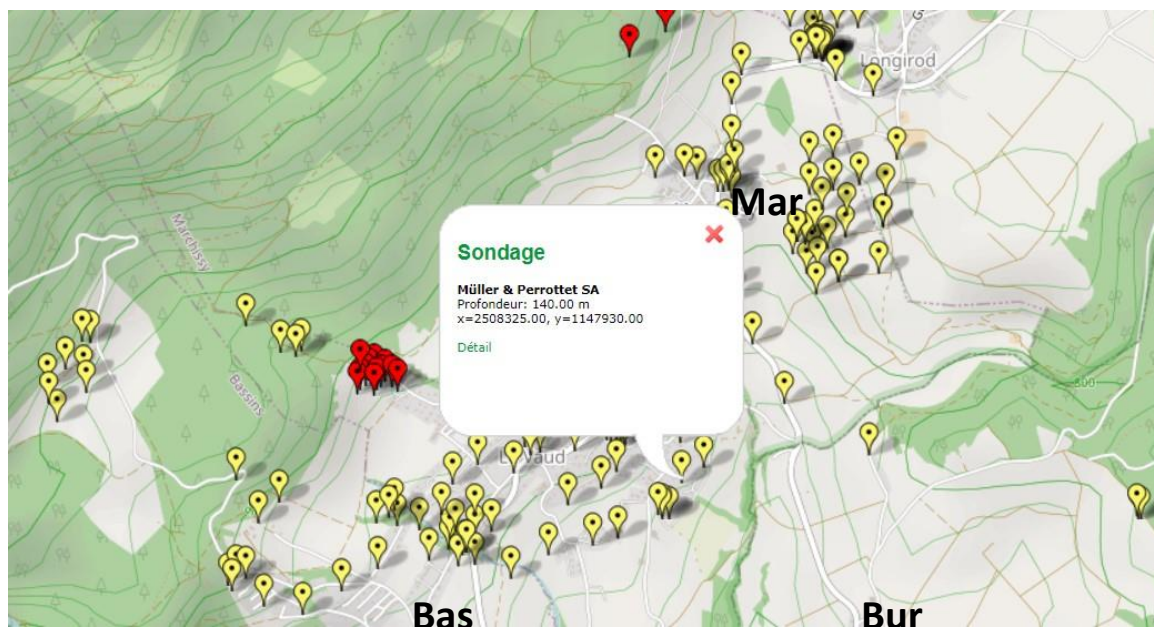 Longirod
Mar
Marchissy
Sondage
Müller & Perrottet SA
Profondeur: 140.00 m
x=2508325.00, y=1147930.00
Détail
Bassins
800
Vaud
Bas
Bur